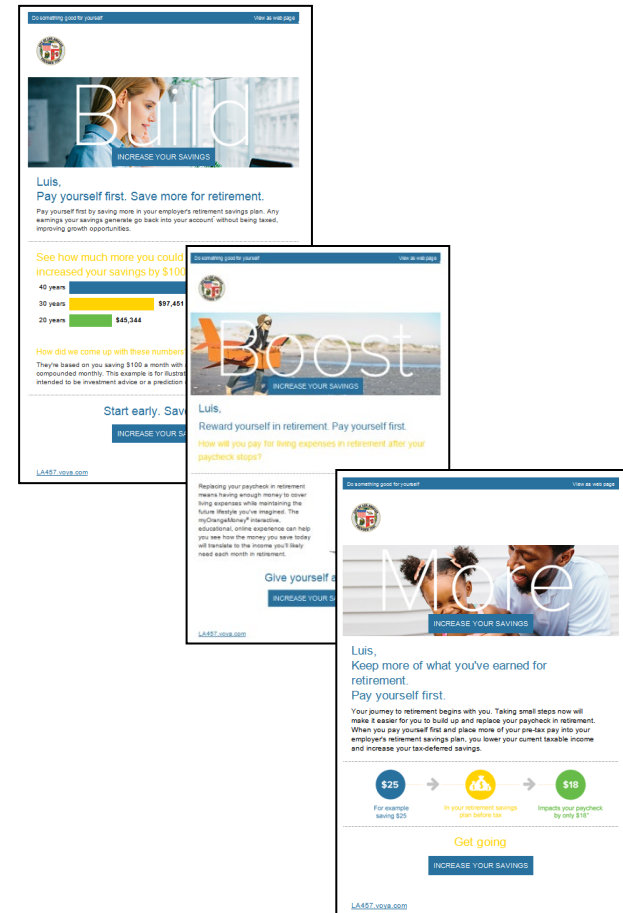 Do something good for yourself
View as web page
Build
INCREASE YOUR SAVINGS
Luis,
Pay yourself first. Save more for retirement.
Pay yourself first by saving more in your employer's retirement savings plan. Any
earnings your savings generate go back into your account without being taxed,
improving growth opportunities.
See how much more you could
increased your savings by $100
40 years
30 years
$97,451
20 years
$45,344
How did we come up with these numbers
They're based on you saving $100 a month with
compounded monthly. This example is for illustrat
intended to be investment advice or a prediction
Start early. Sav
INCREASE YOUR SA
LA457.voya.com
Do something good for yourself
View as web page
Boost
INCREASE YOUR SAVINGS
Luis,
Reward yourself in retirement. Pay yourself first.
How will you pay for living expenses in retirement after your
paycheck stops?
Replacing your paycheck in retirement
means having enough money to cover
living expenses while maintaining the
future lifestyle you've imagined. The
myOrangeMoney® interactive,
educational, online experience can help
you see how the money you save today
will translate to the income you'll likely
need each month in retirement.
Give yourself a
INCREASE YOUR SA
LA457.voya.com
Do something good for yourself
View as web page
More
INCREASE YOUR SAVINGS
Luis,
Keep more of what you've earned for
retirement.
Pay yourself first.
Your journey to retirement begins with you. Taking small steps now will
make it easier for you to build up and replace your paycheck in retirement.
When you pay yourself first and place more of your pre-tax pay into your
employer's retirement savings plan, you lower your current taxable income
and increase your tax-deferred savings.
$25
$18
For example
saving $25
In your retirement savings
plan before tax
Impacts your paycheck
by only $18*
Get going
INCREASE YOUR SAVINGS
LA457.voya.com